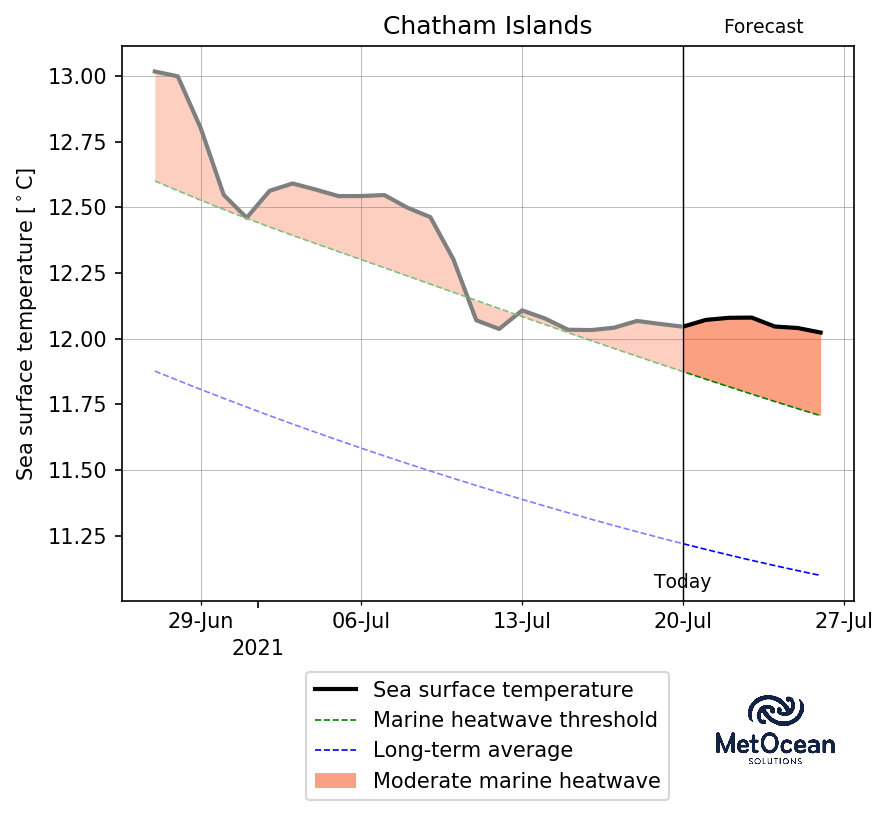 Chatham Islands
Forecast
Sea surface temperature [°C]
13.00
12.75
12.50
12.25
12.00
11.75
11.50
11.25
Today
29-Jun
06-Jul
13-Jul
20-Jul
27-Jul
2021
Sea surface temperature
Marine heatwave threshold
Long-term average
Moderate marine heatwave
MetOcean
SOLUTIONS